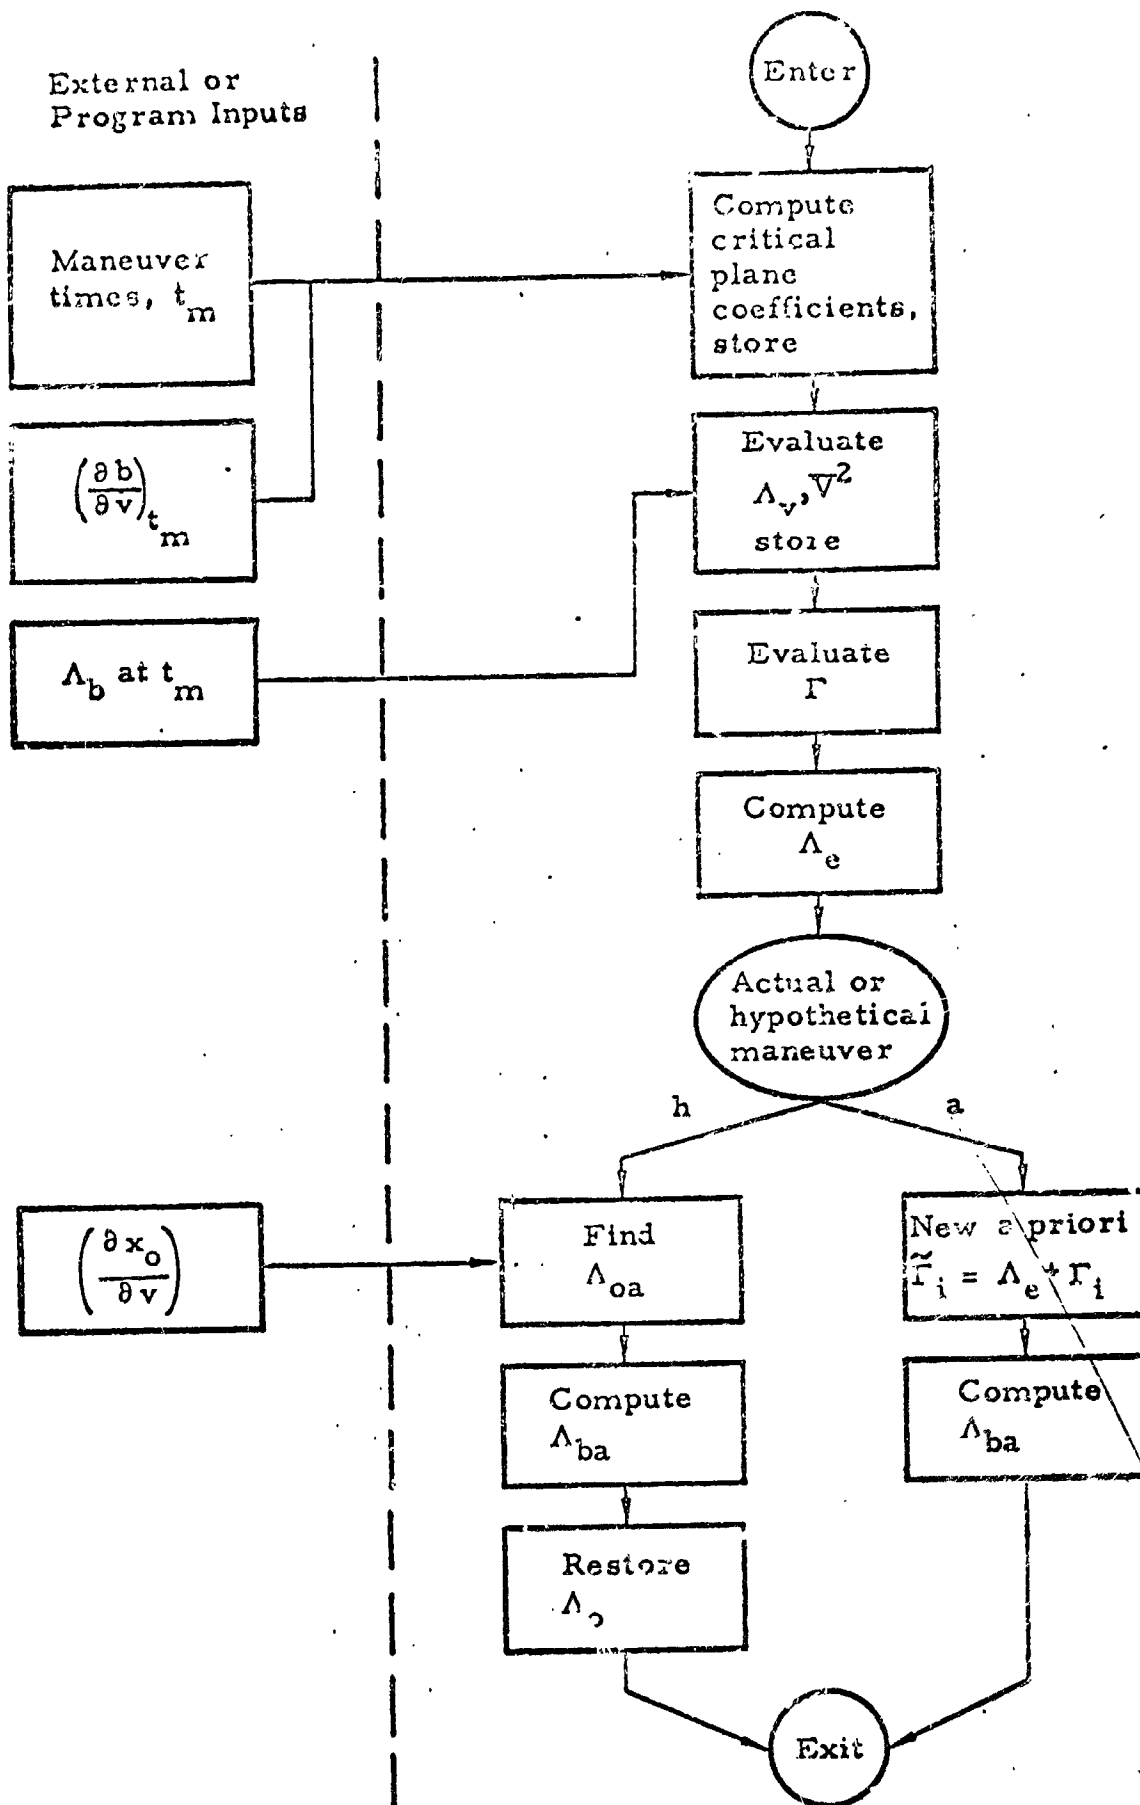 External or
Program Inputs
Enter
Maneuver
times, t_m
Compute
critical
plane
coefficients,
store
(∂b/∂v)_t_m
Evaluate
Λ_v, V̅²
store
Λ_b at t_m
Evaluate
Γ
Compute
Λ_e
Actual or
hypothetical
maneuver
h
a
(∂x_o/∂v)
Find
Λ_oa
New a priori
Γ̃_i = Λ_e + Γ_i
Compute
Λ_ba
Compute
Λ_ba
Restore
Λ_o
Exit